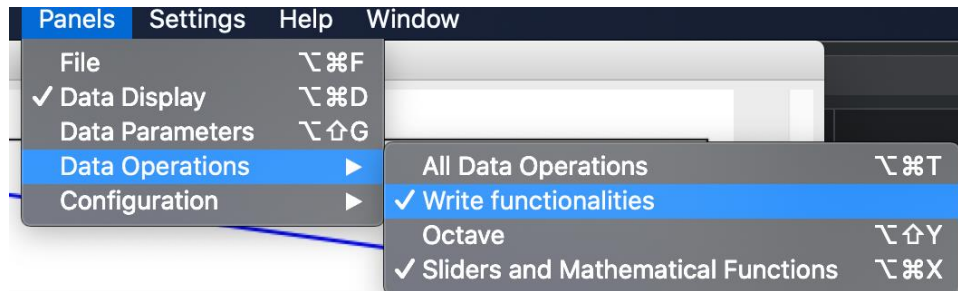 Panels Settings Help Window
File ⌥⌘F
✓ Data Display ⌥⌘D
Data Parameters ⌥⇧G
Data Operations ▶
Configuration ▶
All Data Operations ⌥⌘T
✓ Write functionalities
Octave ⌥⇧Y
✓ Sliders and Mathematical Functions ⌥⌘X